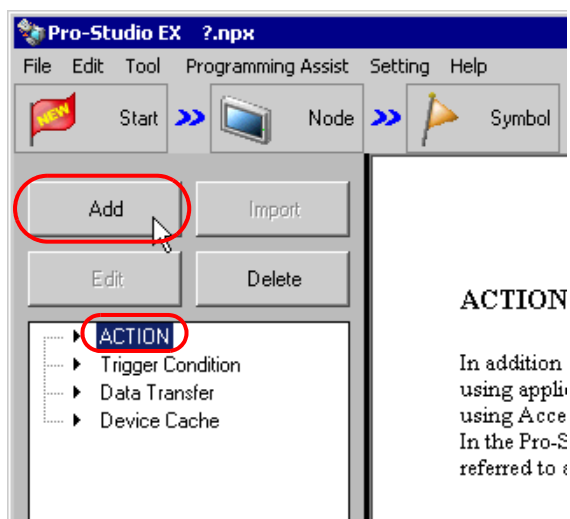 Pro-Studio EX ?.npx
File Edit Tool Programming Assist Setting Help
NEW Start Node Symbol
Add Import
Edit Delete
ACTION
Trigger Condition
Data Transfer
Device Cache
ACTION
In addition
using appli
using Acce
In the Pro-S
referred to a